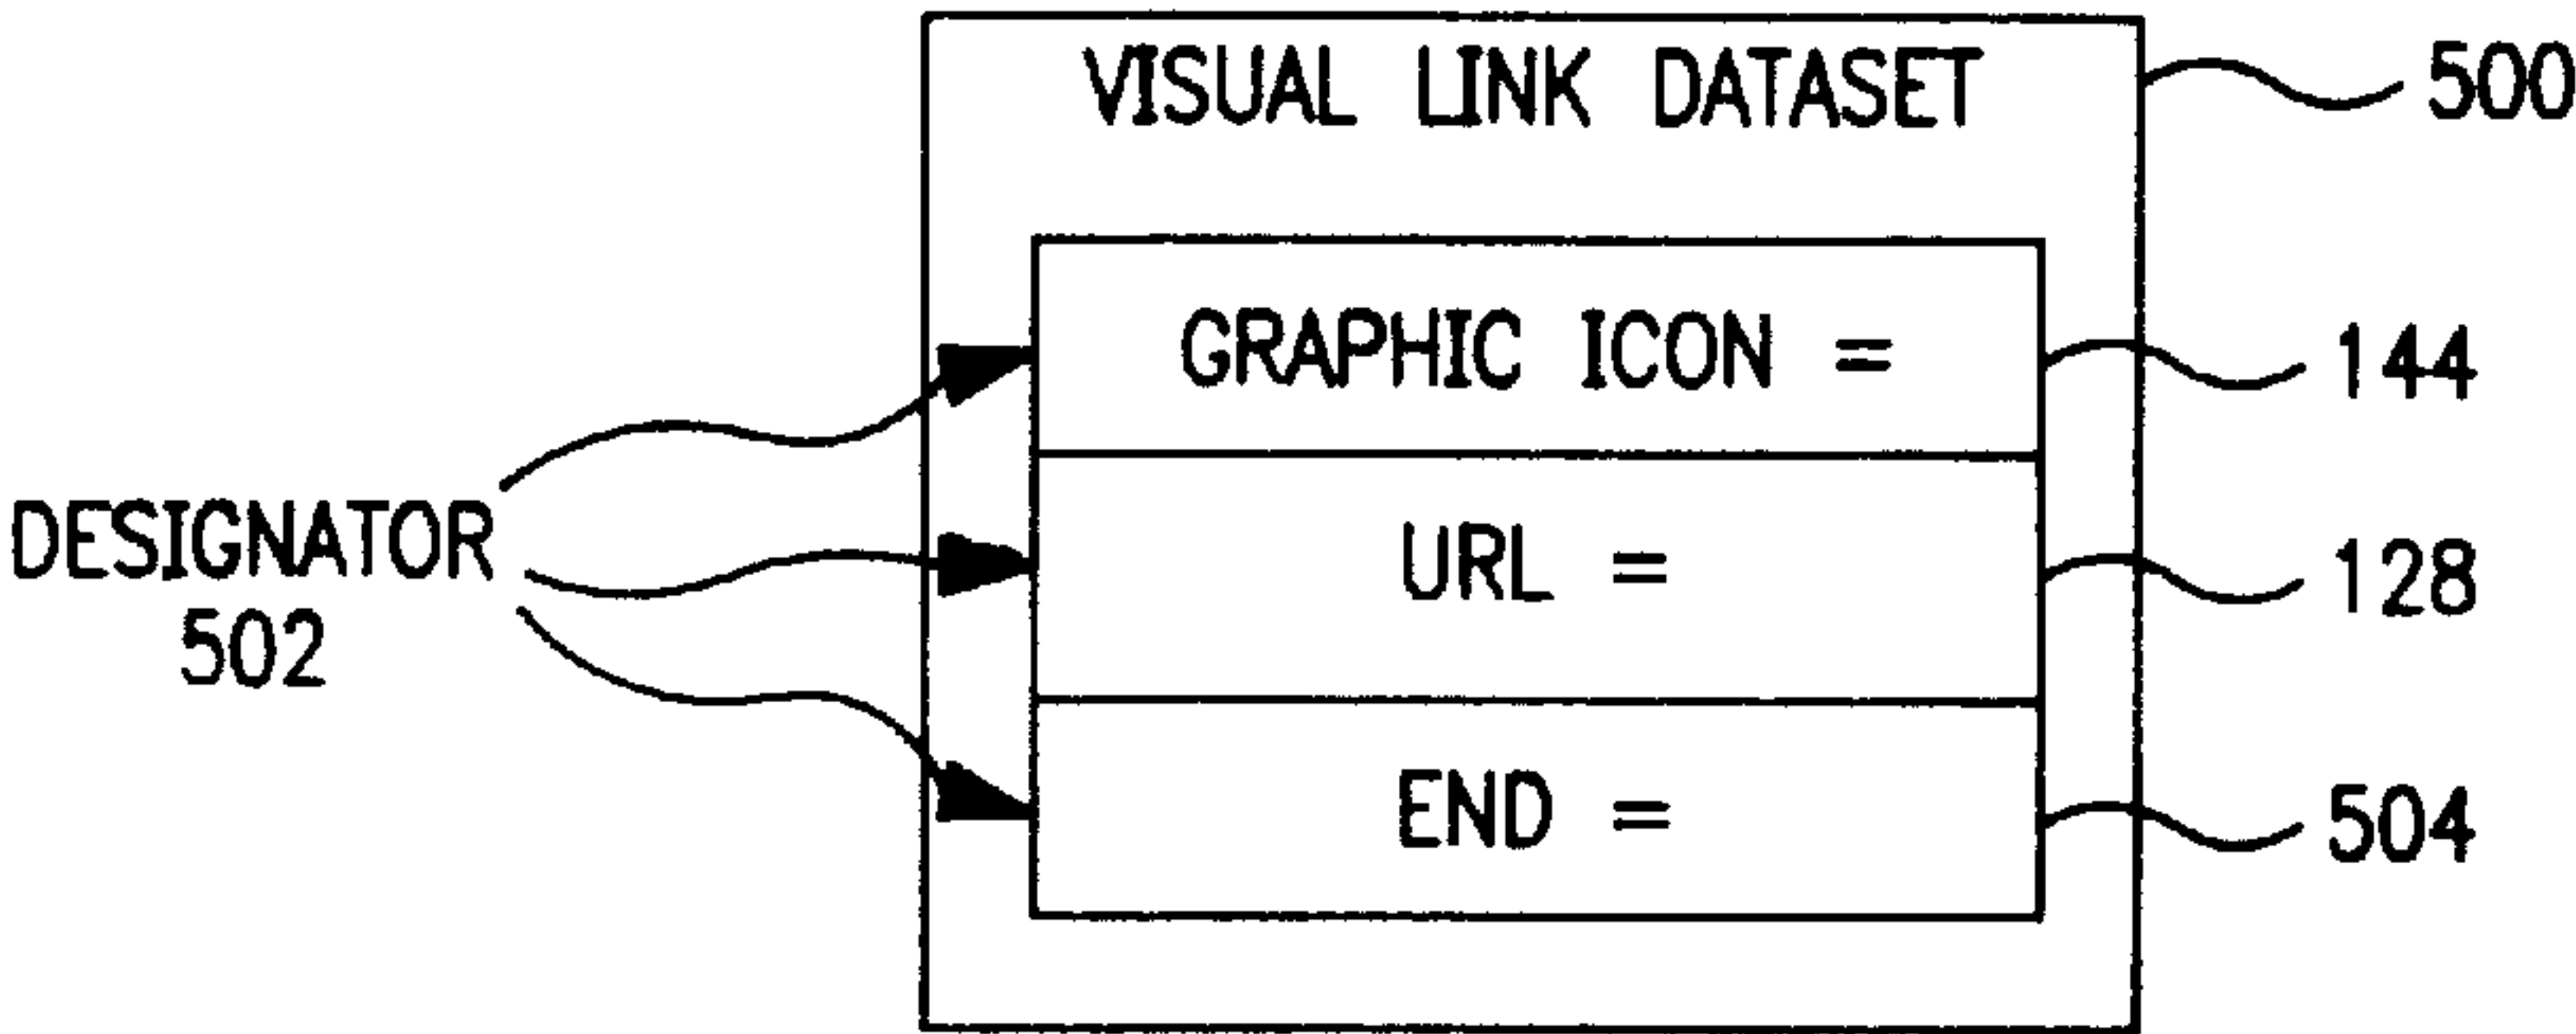 VISUAL LINK DATASET
500
GRAPHIC ICON =
144
DESIGNATOR
502
URL =
128
END =
504